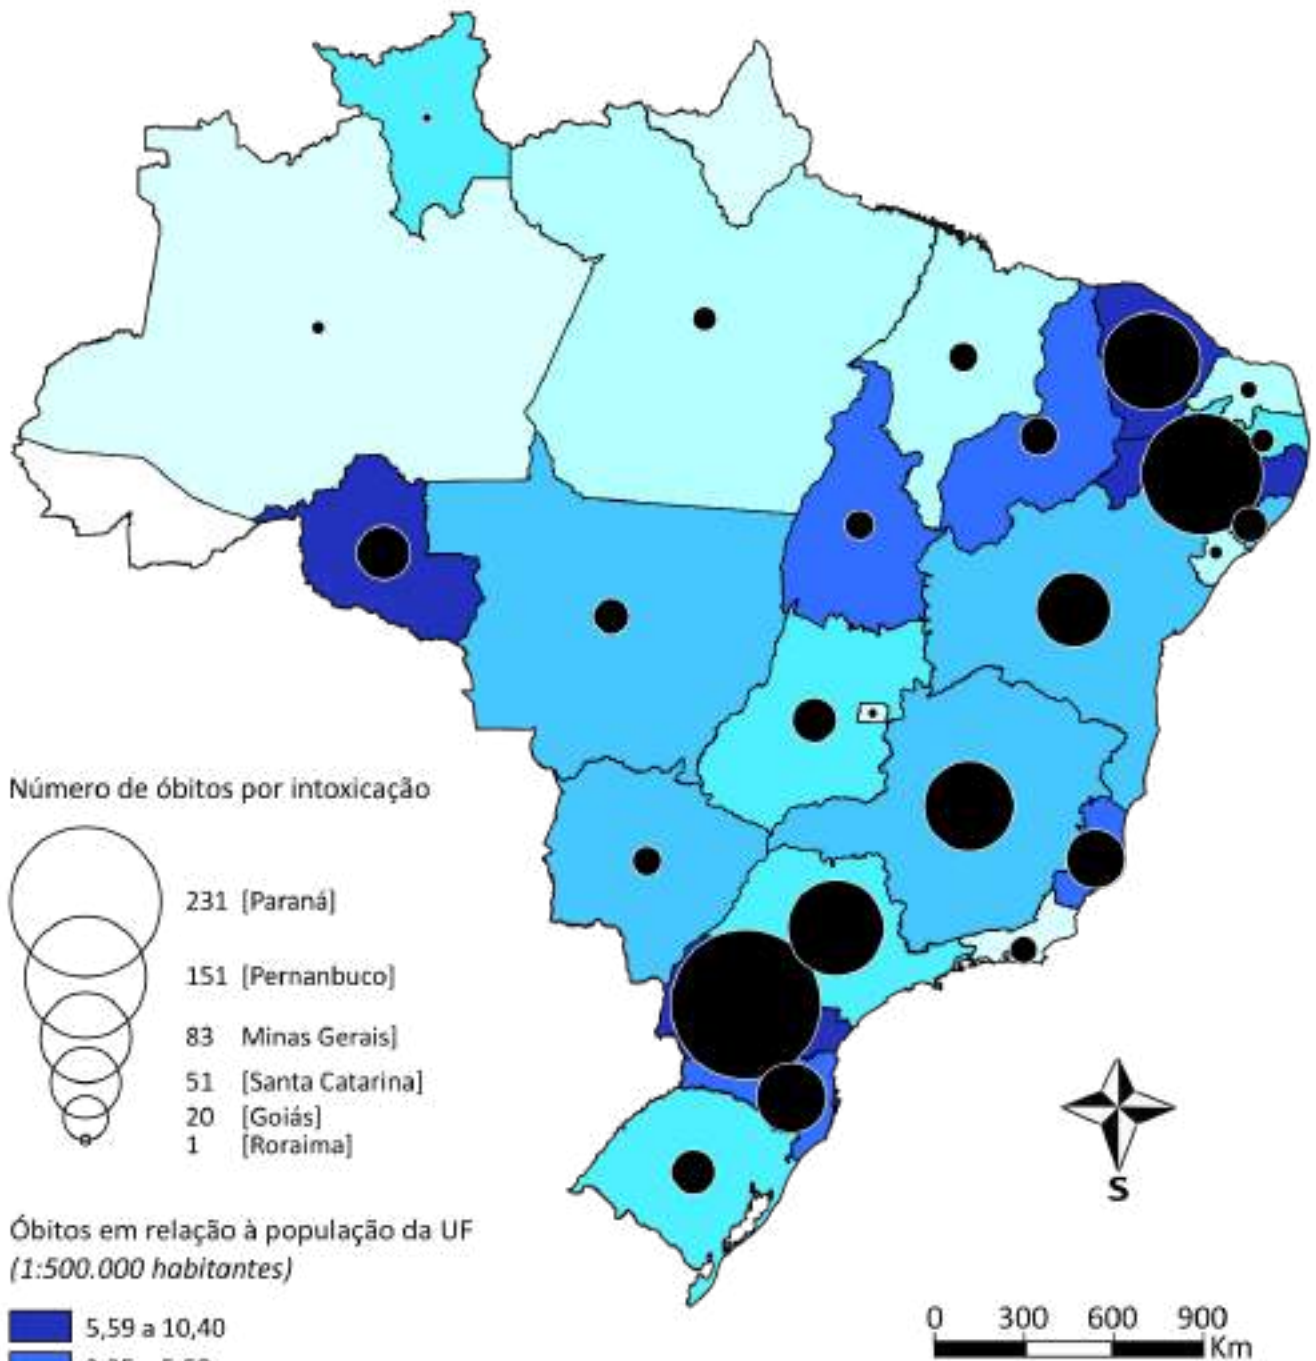 Número de óbitos por intoxicação
231 [Paraná]
151 [Pernanbuco]
83 Minas Gerais]
51 [Santa Catarina]
20 [Goiás]
1 [Roraima]
S
Óbitos em relação à população da UF
(1:500.000 habitantes)
5,59 a 10,40
0 300 600 900
Km